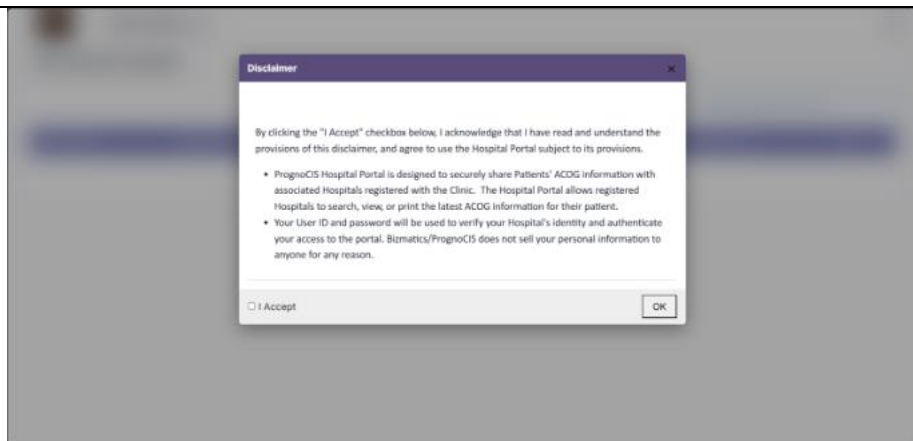 Disclaimer
By clicking the "I Accept" checkbox below, I acknowledge that I have read and understand the
provisions of this disclaimer, and agree to use the Hospital Portal subject to its provisions.
• PrognoCIS Hospital Portal is designed to securely share Patients' ACOG information with
associated Hospitals registered with the Clinic. The Hospital Portal allows registered
Hospitals to search, view, or print the latest ACOG information for their patient.
• Your User ID and password will be used to verify your Hospital's identity and authenticate
your access to the portal. Bizmatics/PrognoCIS does not sell your personal information to
anyone for any reason.
I Accept
OK